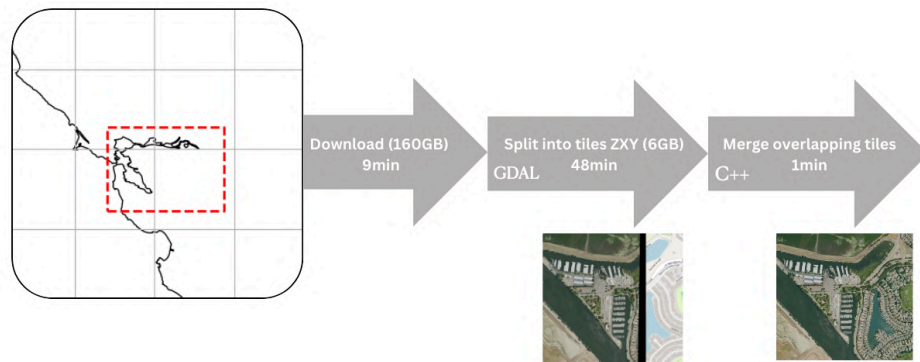 Download (160GB)
9min
Split into tiles ZXY (6GB)
48min
GDAL
Merge overlapping tiles
1min
C++